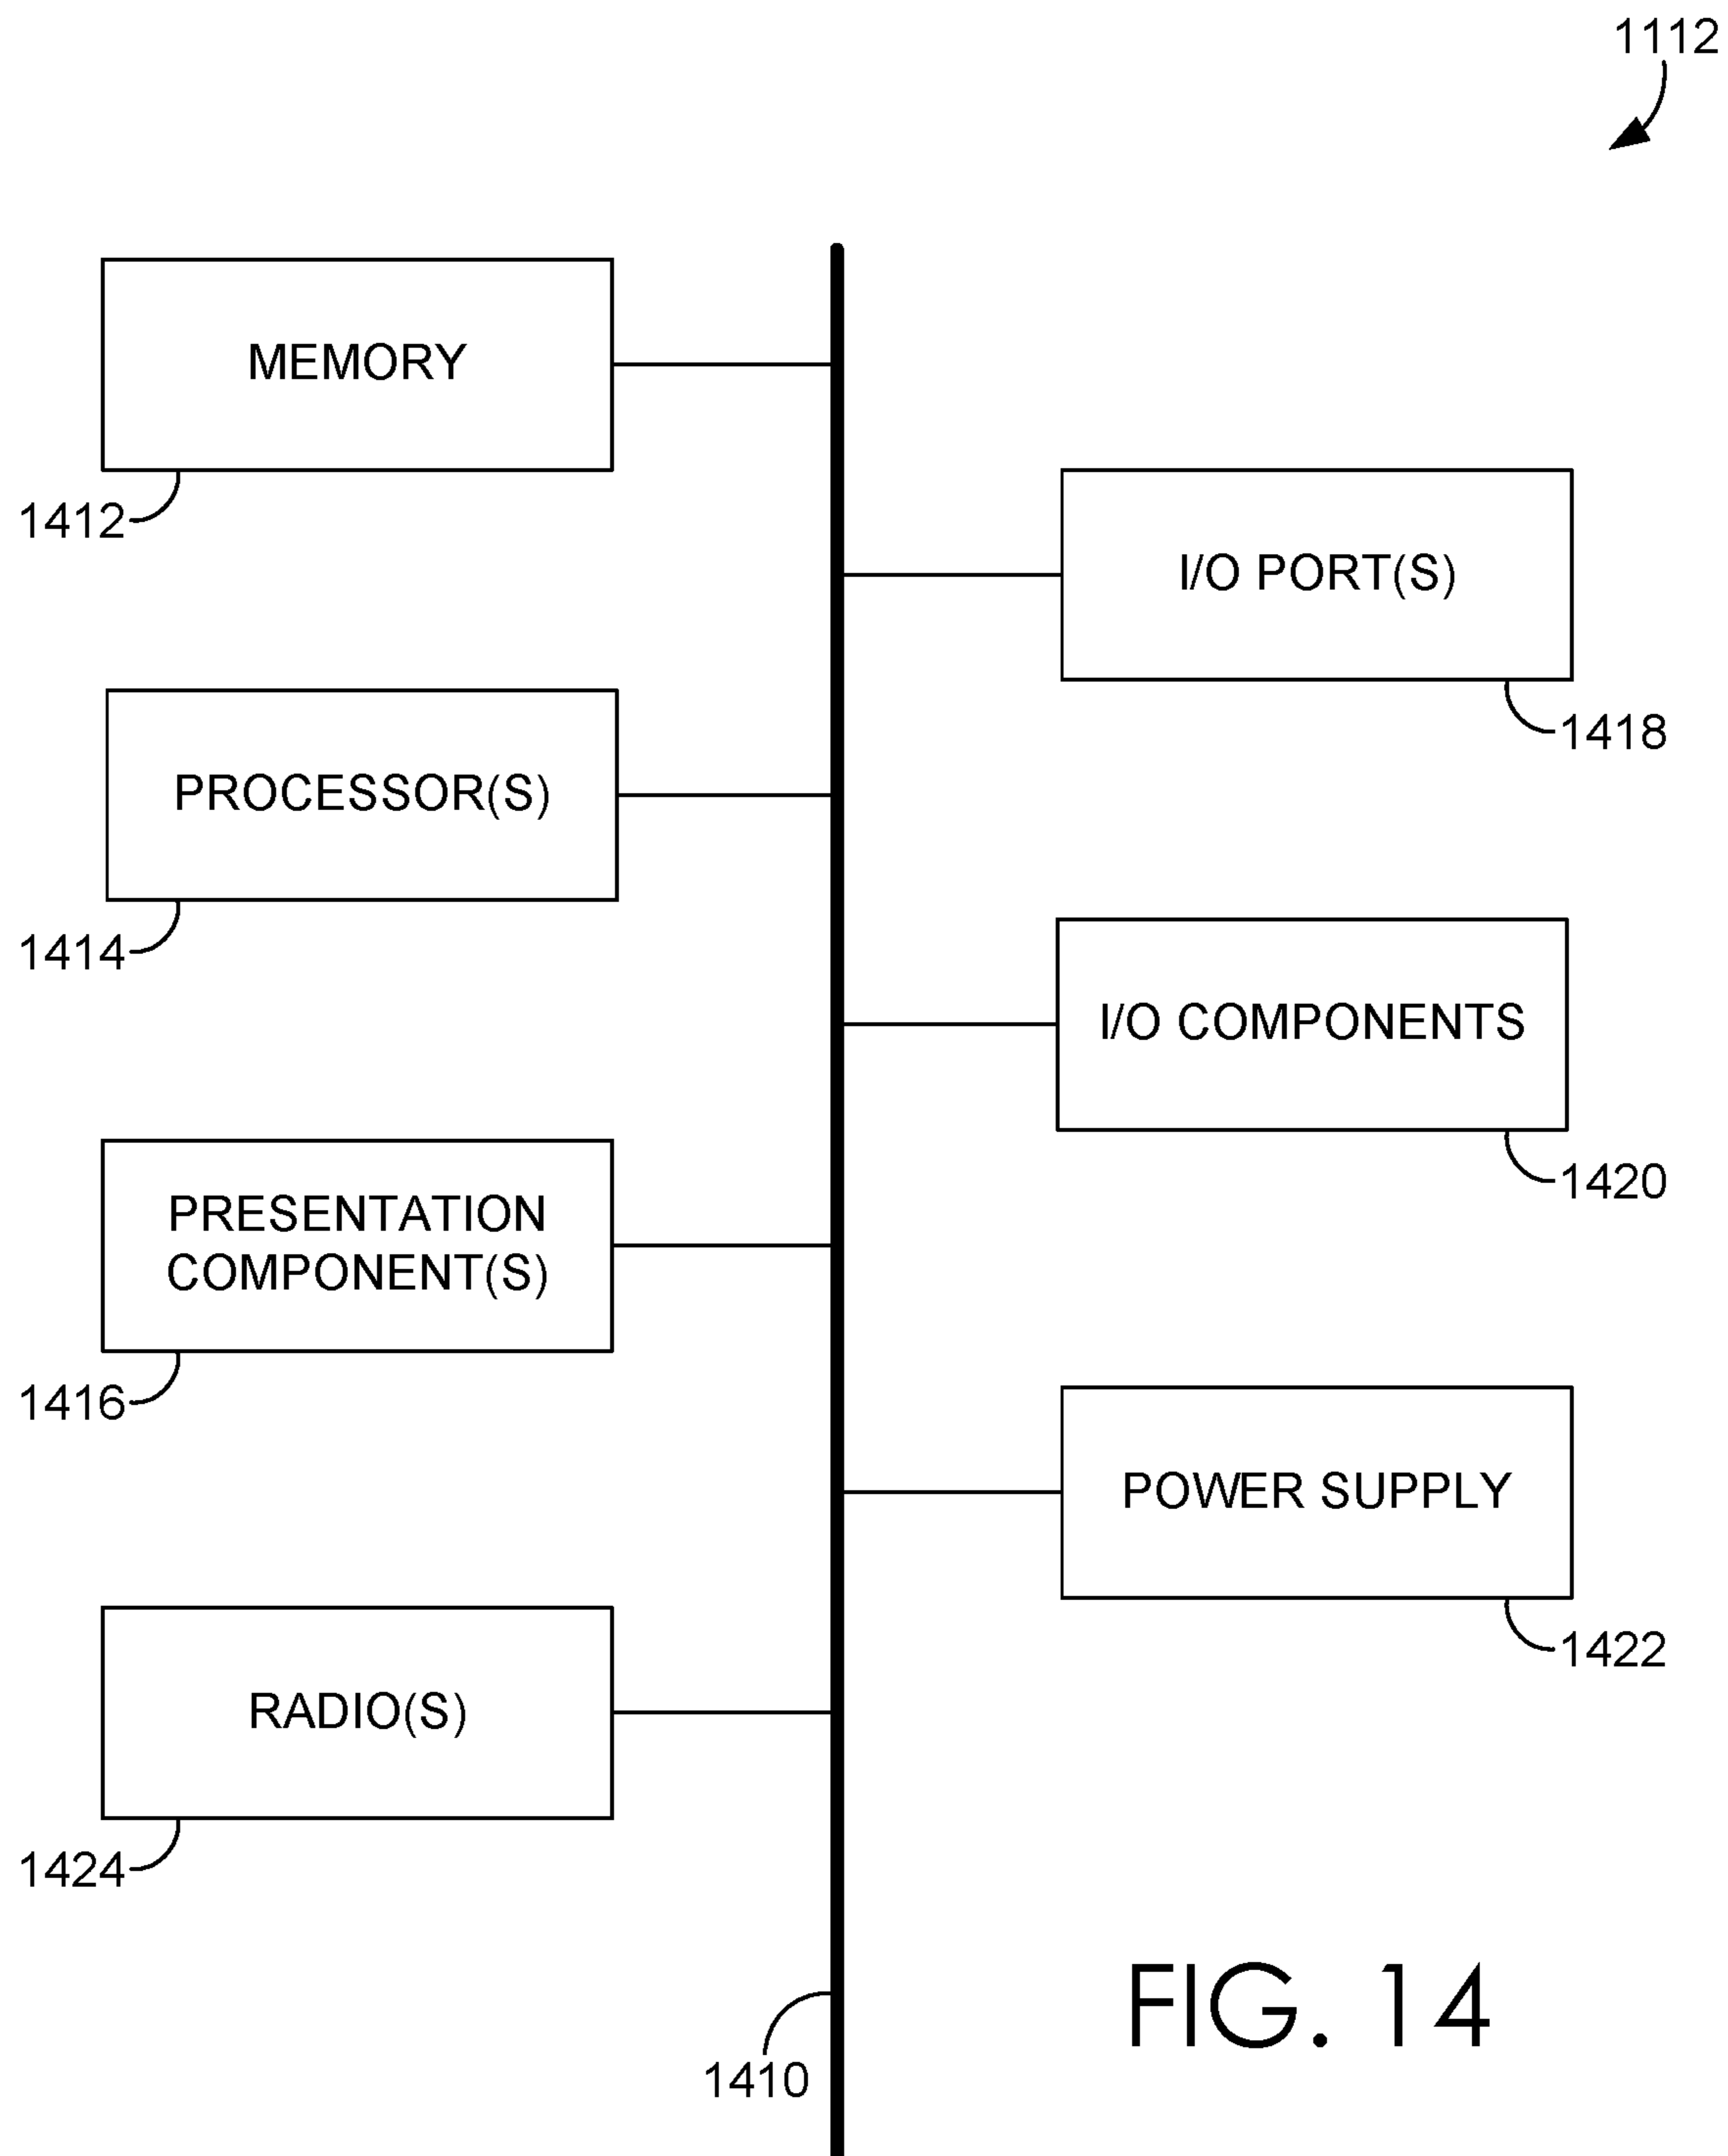 1112
MEMORY
1412
I/O PORT(S)
1418
PROCESSOR(S)
1414
I/O COMPONENTS
1420
PRESENTATION
COMPONENT(S)
1416
POWER SUPPLY
1422
RADIO(S)
1424
1410
FIG. 14